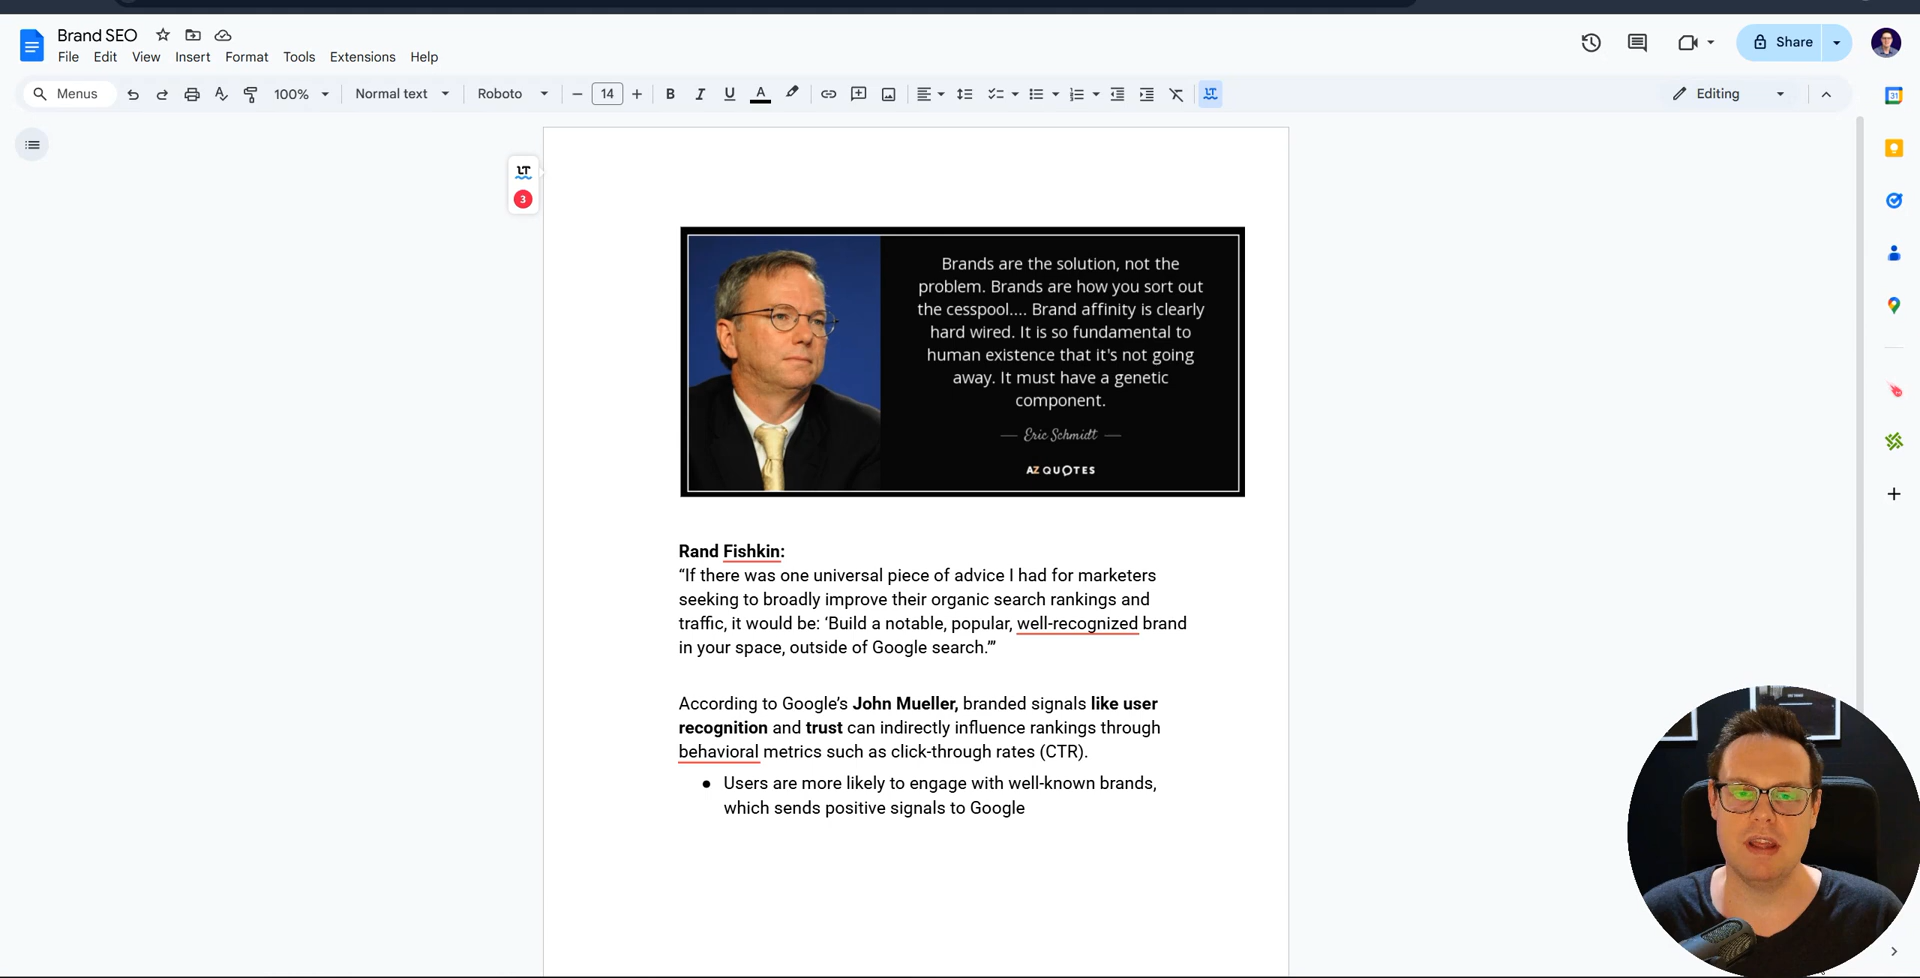 Brand SEO
File Edit View Insert Format Tools Extensions Help
Share
Menus 100% Normal text Roboto 14 B I U A LT Editing
31
LT
3
Brands are the solution, not the
problem. Brands are how you sort out
the cesspool.... Brand affinity is clearly
hard wired. It is so fundamental to
human existence that it's not going
away. It must have a genetic
component.
— Eric Schmidt —
AZ QUOTES
Rand Fishkin:
“If there was one universal piece of advice I had for marketers
seeking to broadly improve their organic search rankings and
traffic, it would be: ‘Build a notable, popular, well-recognized brand
in your space, outside of Google search.’”
According to Google’s John Mueller, branded signals like user
recognition and trust can indirectly influence rankings through
behavioral metrics such as click-through rates (CTR).
● Users are more likely to engage with well-known brands,
which sends positive signals to Google